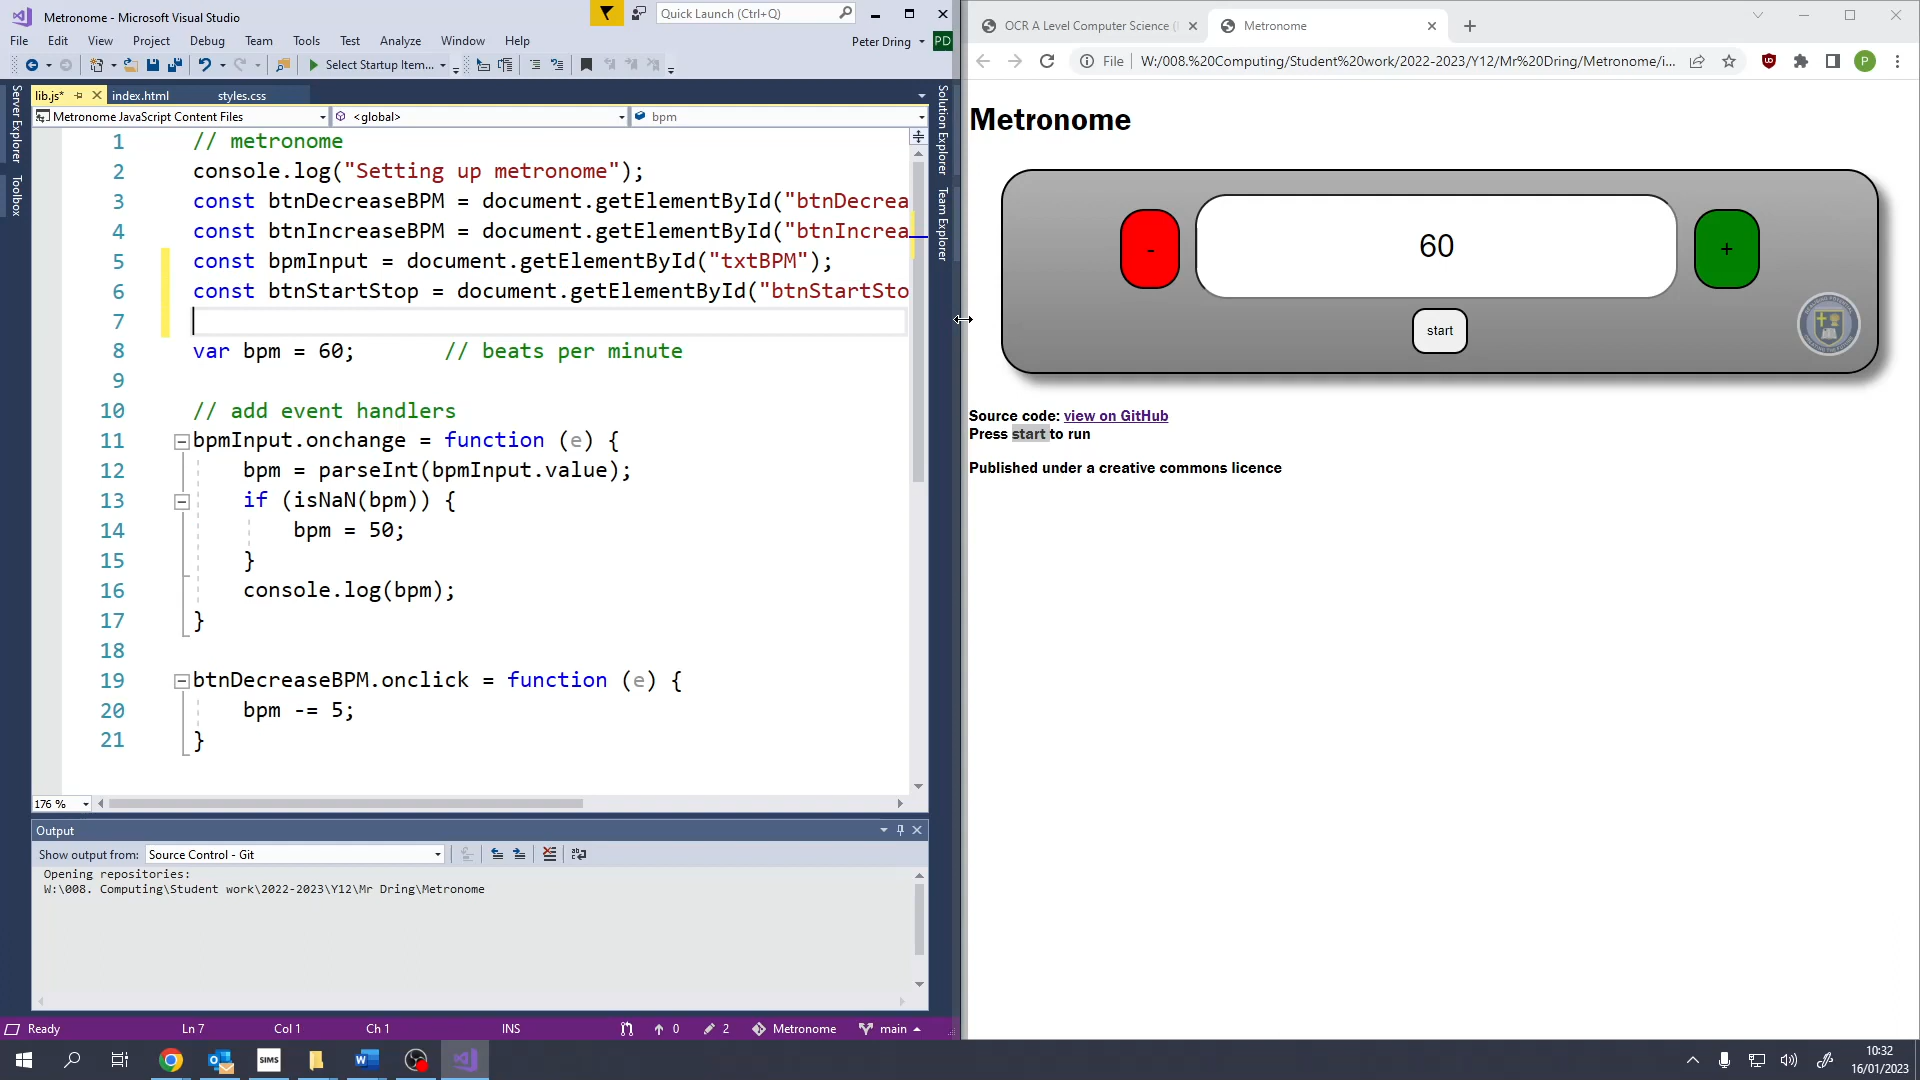 Metronome - Microsoft Visual Studio
Quick Launch (Ctrl+Q)
File Edit View Project Debug Team Tools Test Analyze Window Help
Peter Dring PD
Select Startup Item...
Server Explorer
Toolbox
Solution Explorer
Team Explorer
lib.js* index.html styles.css
Metronome JavaScript Content Files <global> bpm
1 // metronome
2 console.log("Setting up metronome");
3 const btnDecreaseBPM = document.getElementById("btnDecrea
4 const btnIncreaseBPM = document.getElementById("btnIncrea
5 const bpmInput = document.getElementById("txtBPM");
6 const btnStartStop = document.getElementById("btnStartSto
7
8 var bpm = 60; // beats per minute
9
10 // add event handlers
11 bpmInput.onchange = function (e) {
12 bpm = parseInt(bpmInput.value);
13 if (isNaN(bpm)) {
14 bpm = 50;
15 }
16 console.log(bpm);
17 }
18
19 btnDecreaseBPM.onclick = function (e) {
20 bpm -= 5;
21 }
176 %
Output
Show output from: Source Control - Git
Opening repositories:
W:\008. Computing\Student work\2022-2023\Y12\Mr Dring\Metronome
Ready Ln 7 Col 1 Ch 1 INS 0 2 Metronome main
OCR A Level Computer Science (
Metronome
File W:/008.%20Computing/Student%20work/2022-2023/Y12/Mr%20Dring/Metronome/i...
P
Metronome
- 60 +
start
Source code: view on GitHub
Press start to run
Published under a creative commons licence
SIMS
10:32
16/01/2023